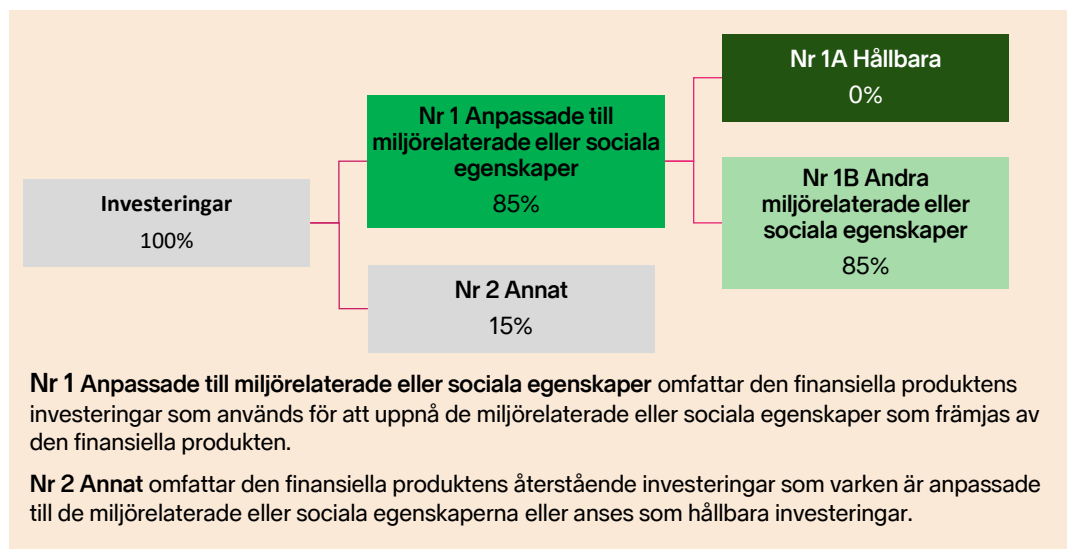 Investeringar
100%
Nr 1 Anpassade till
miljörelaterade eller sociala
egenskaper
85%
Nr 2 Annat
15%
Nr 1A Hållbara
0%
Nr 1B Andra
miljörelaterade eller
sociala egenskaper
85%
Nr 1 Anpassade till miljörelaterade eller sociala egenskaper omfattar den finansiella produktens
investeringar som används för att uppnå de miljörelaterade eller sociala egenskaper som främjas av
den finansiella produkten.
Nr 2 Annat omfattar den finansiella produktens återstående investeringar som varken är anpassade
till de miljörelaterade eller sociala egenskaperna eller anses som hållbara investeringar.